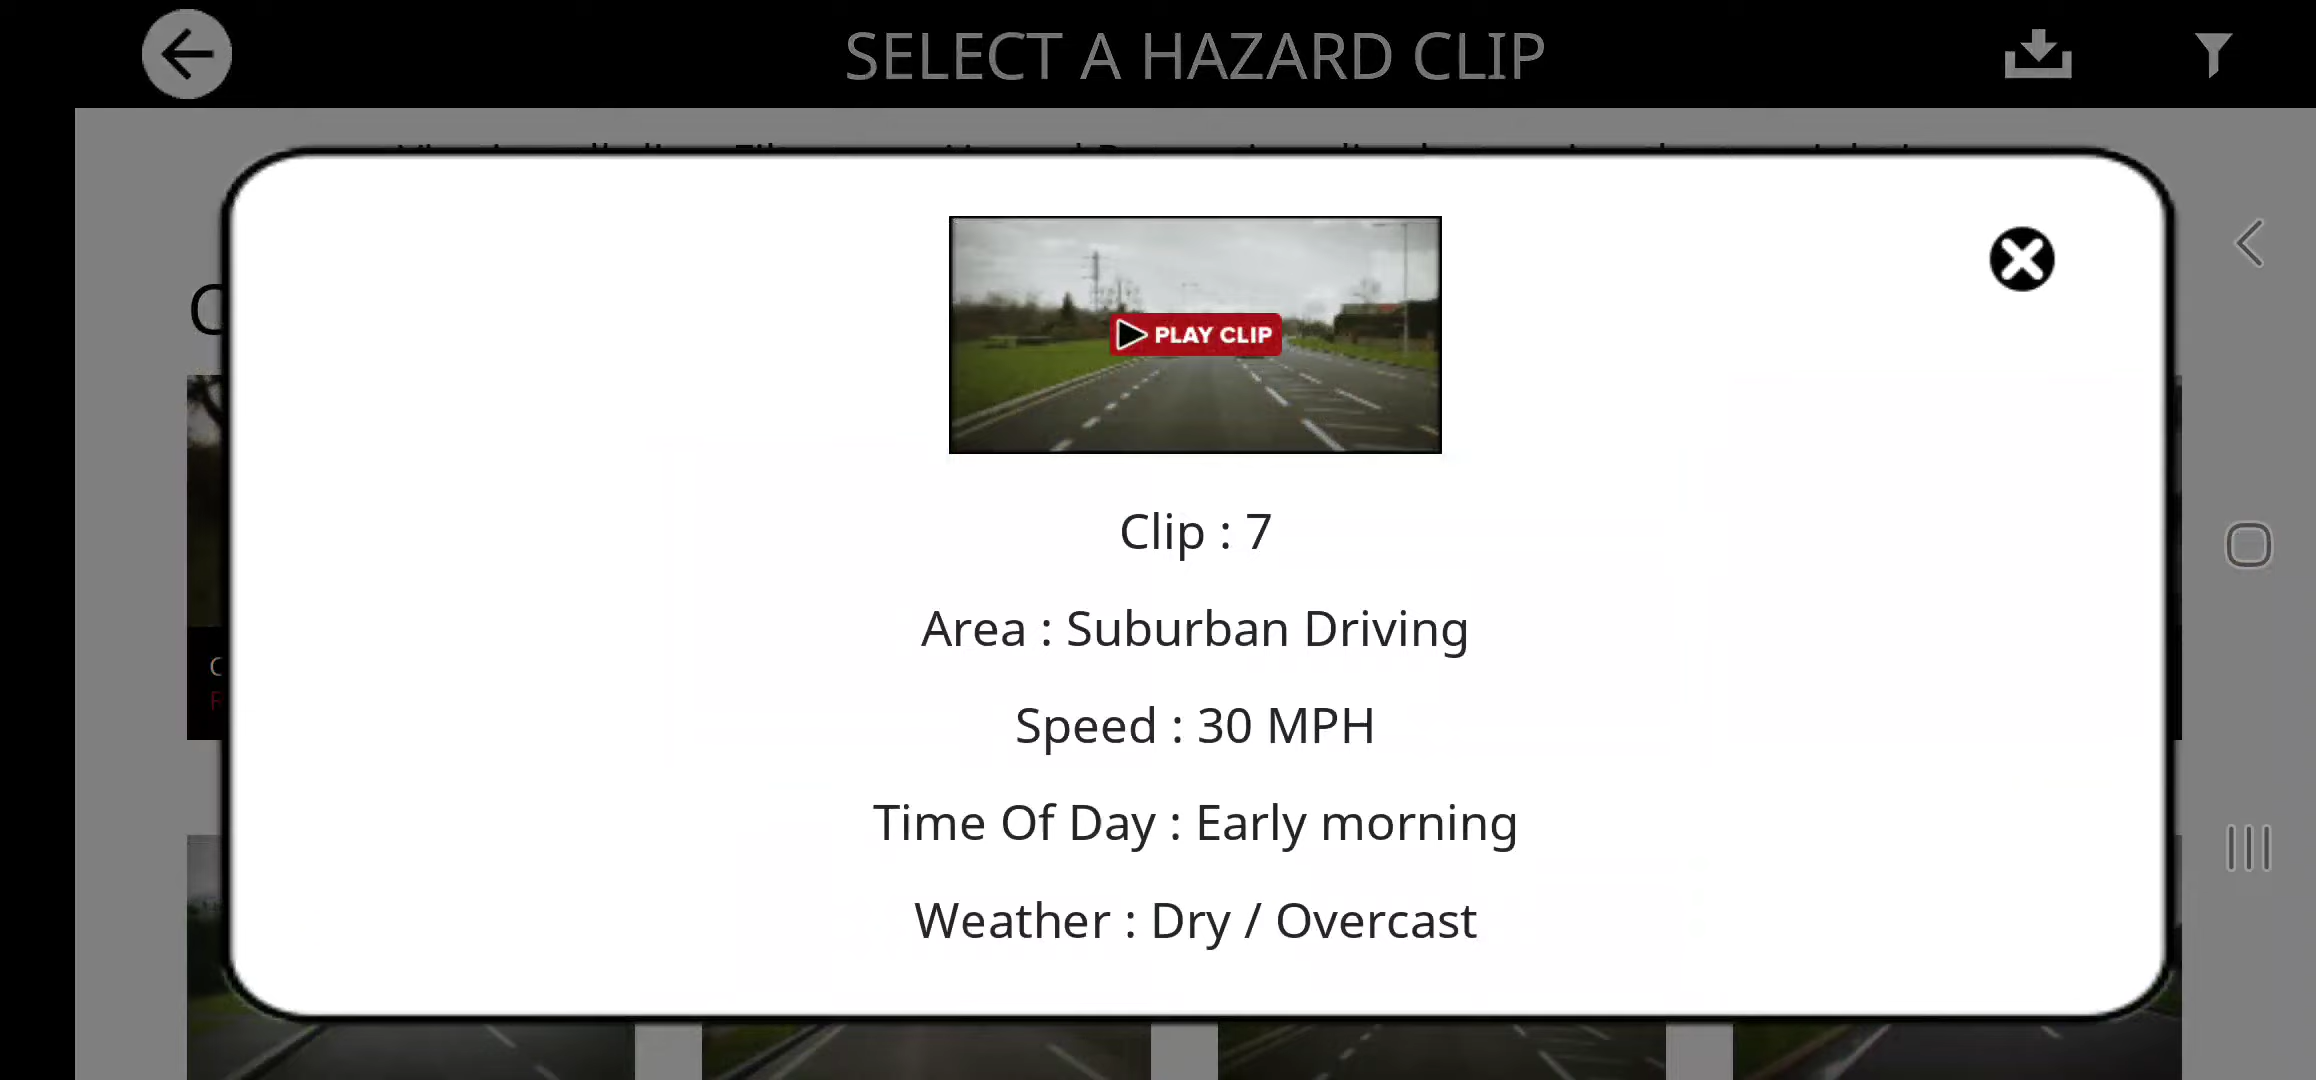 SELECT A HAZARD CLIP
PLAY CLIP
Clip : 7
Area : Suburban Driving
Speed : 30 MPH
Time Of Day : Early morning
Weather : Dry / Overcast